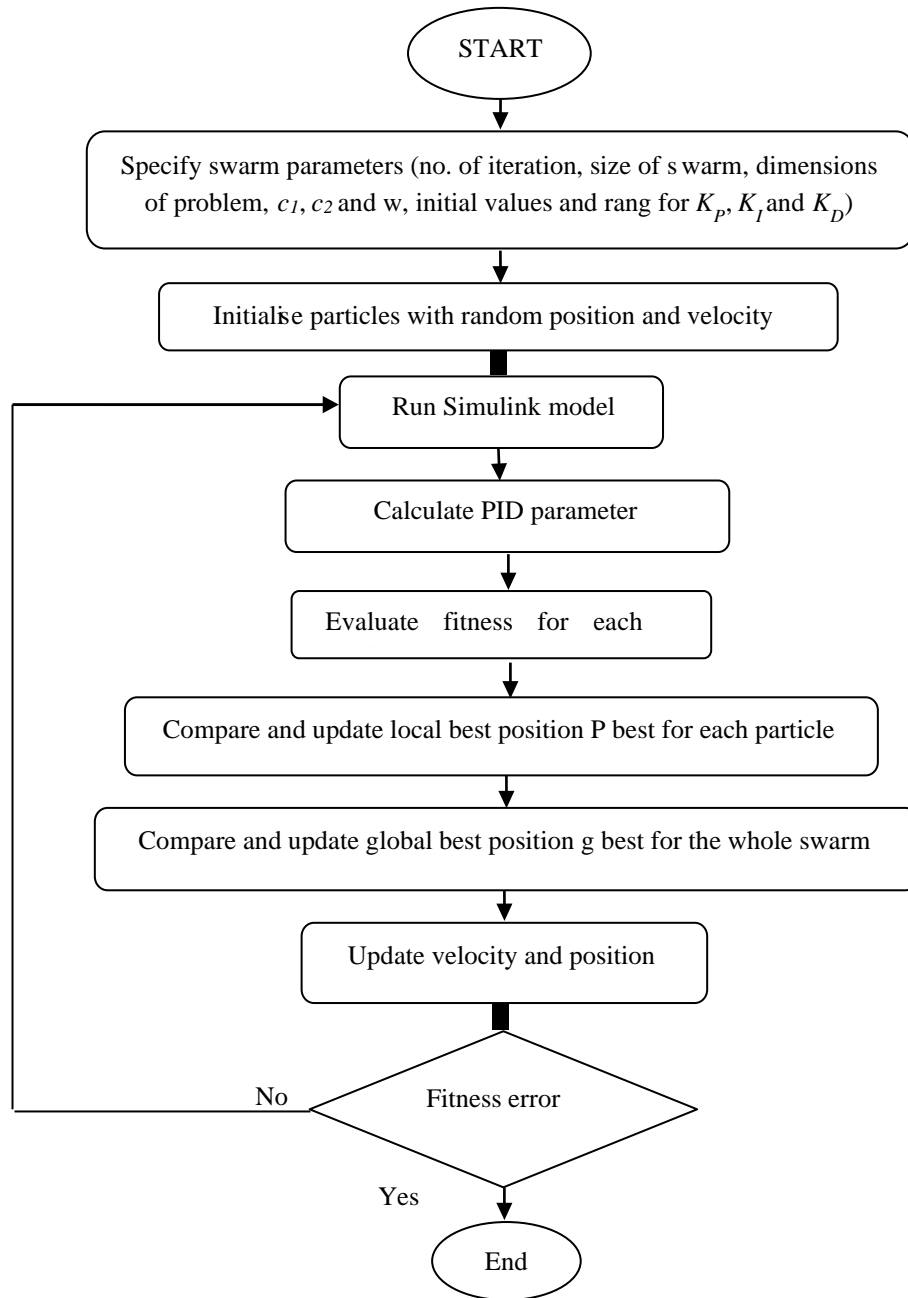 START
Specify swarm parameters (no. of iteration, size of s warm, dimensions
of problem, c1, c2 and w, initial values and rang for KP, KI and KD)
Initialise particles with random position and velocity
Run Simulink model
Calculate PID parameter
Evaluate fitness for each
Compare and update local best position P best for each particle
Compare and update global best position g best for the whole swarm
Update velocity and position
No
Fitness error
Yes
End